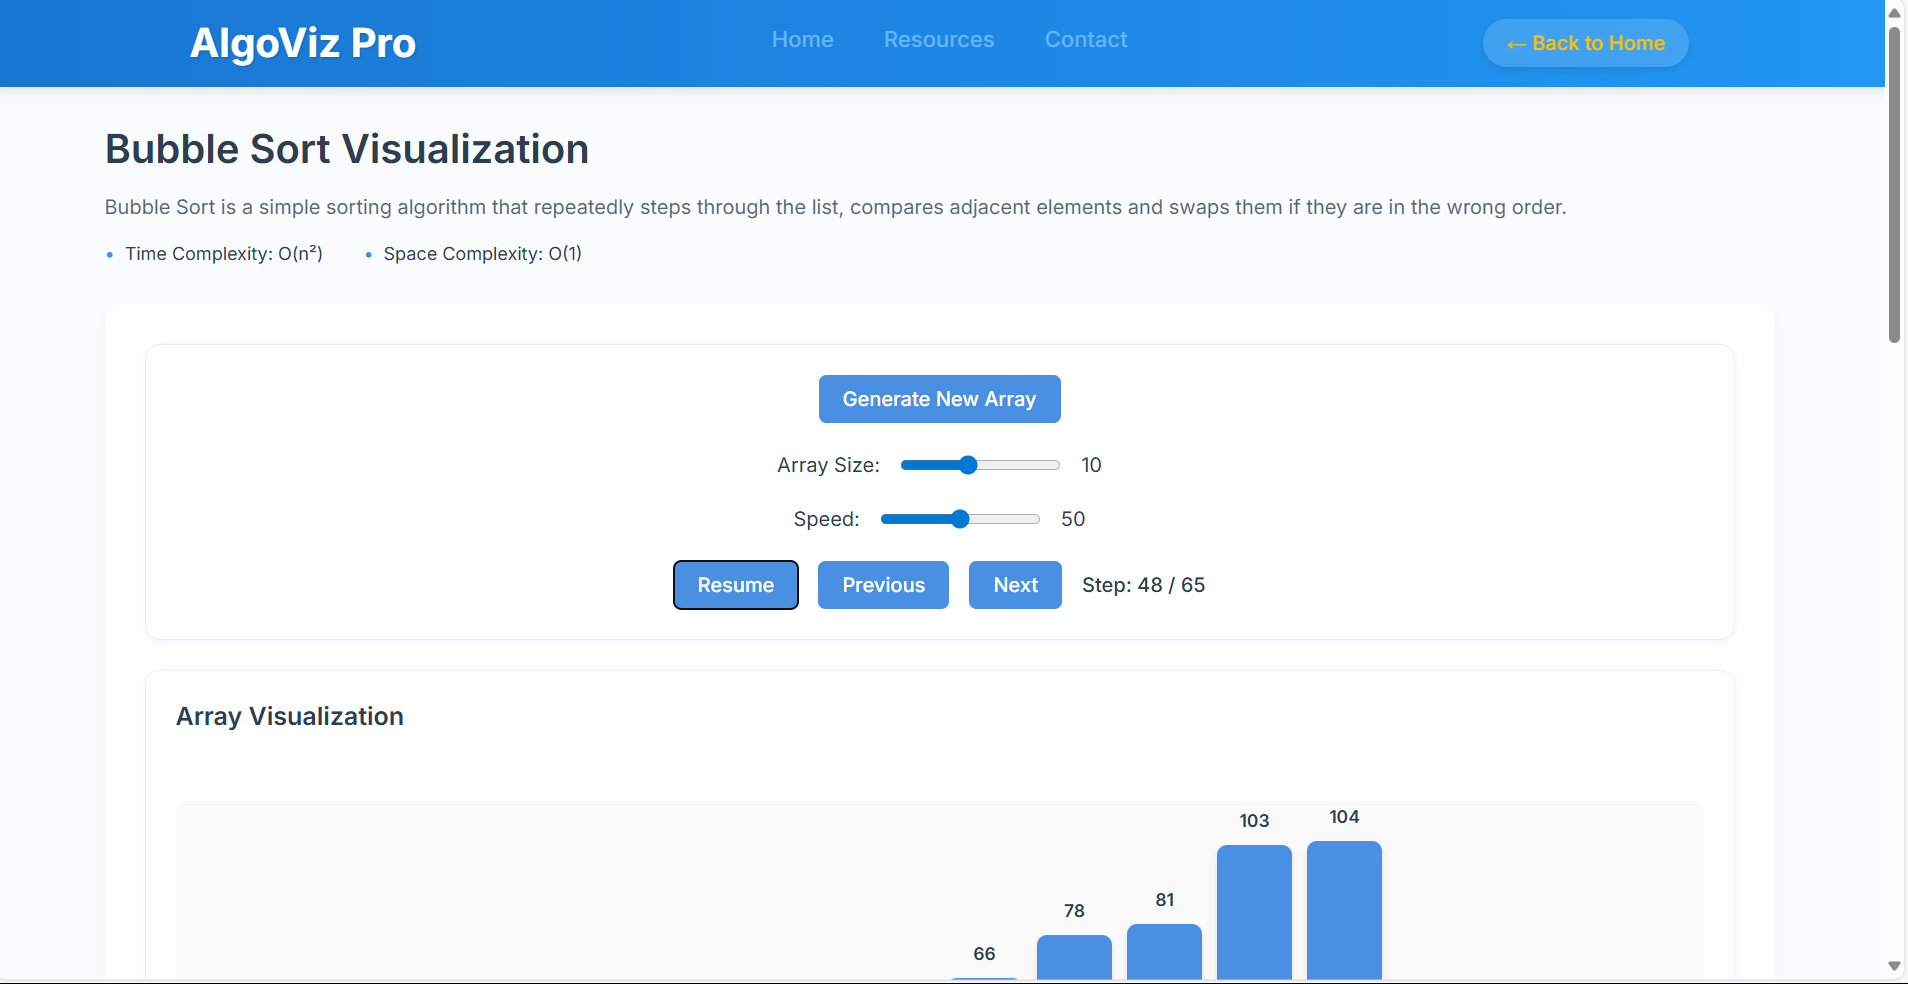 AlgoViz Pro
Home Resources Contact
← Back to Home
Bubble Sort Visualization
Bubble Sort is a simple sorting algorithm that repeatedly steps through the list, compares adjacent elements and swaps them if they are in the wrong order.
• Time Complexity: O(n²) • Space Complexity: O(1)
Generate New Array
Array Size: 10
Speed: 50
Resume Previous Next Step: 48 / 65
Array Visualization
66 78 81 103 104